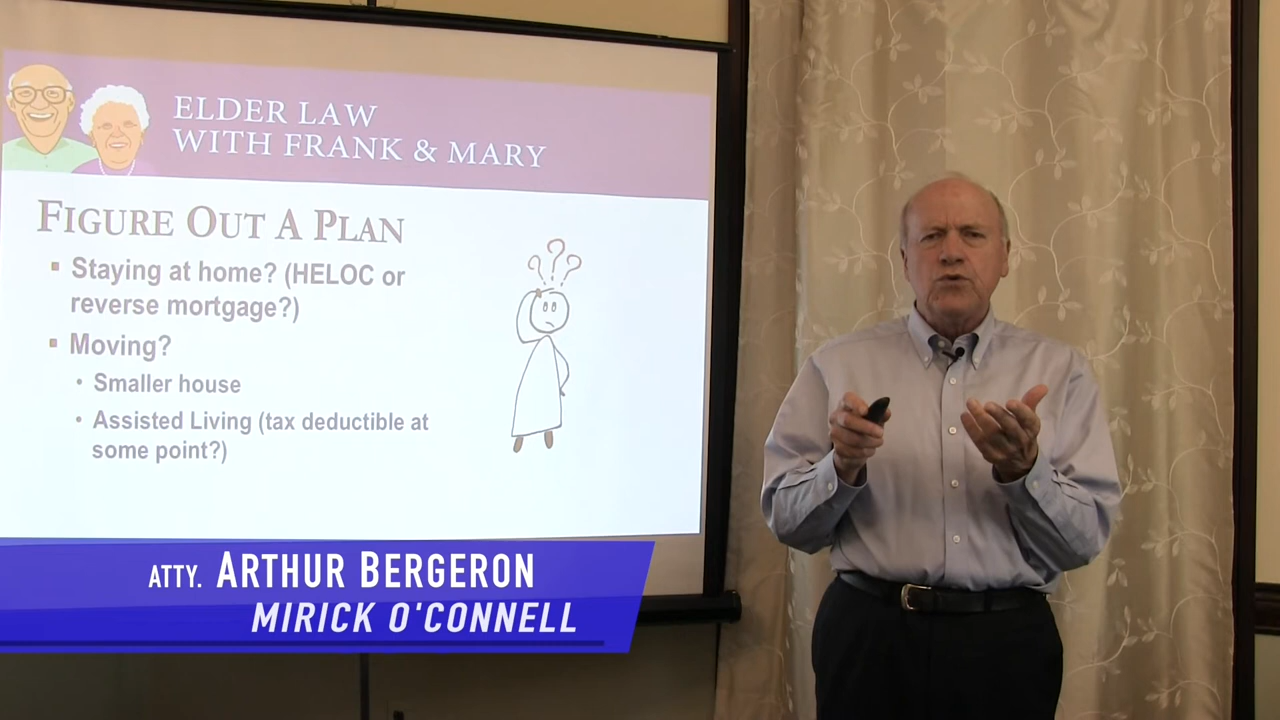 ELDER LAW
WITH FRANK & MARY
FIGURE OUT A PLAN
▪ Staying at home? (HELOC or
reverse mortgage?)
▪ Moving?
• Smaller house
• Assisted Living (tax deductible at
some point?)
? ? ?
ATTY. ARTHUR BERGERON
MIRICK O'CONNELL